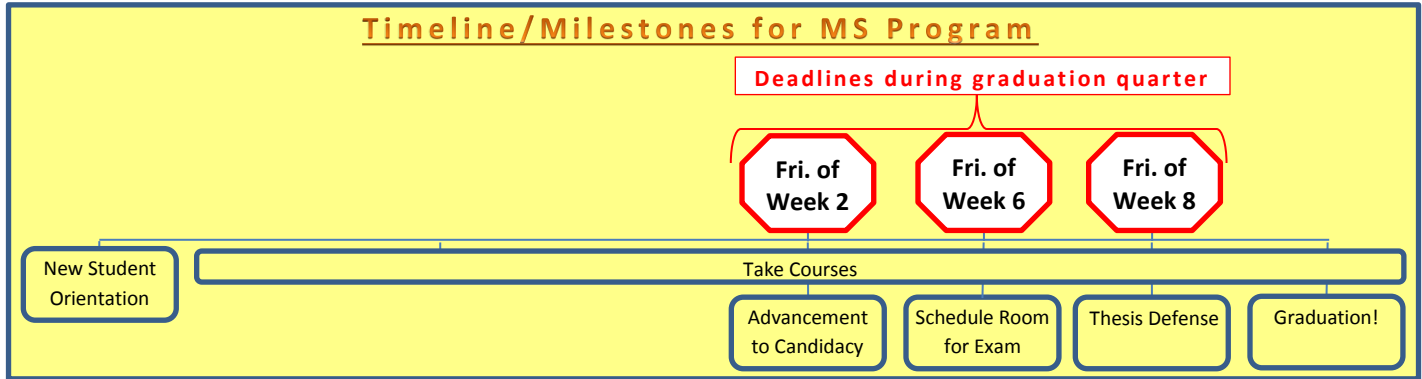 Timeline/Milestones for MS Program
Deadlines during graduation quarter
Fri. of
Week 2
Fri. of
Week 6
Fri. of
Week 8
New Student
Orientation
Take Courses
Advancement
to Candidacy
Schedule Room
for Exam
Thesis Defense
Graduation!